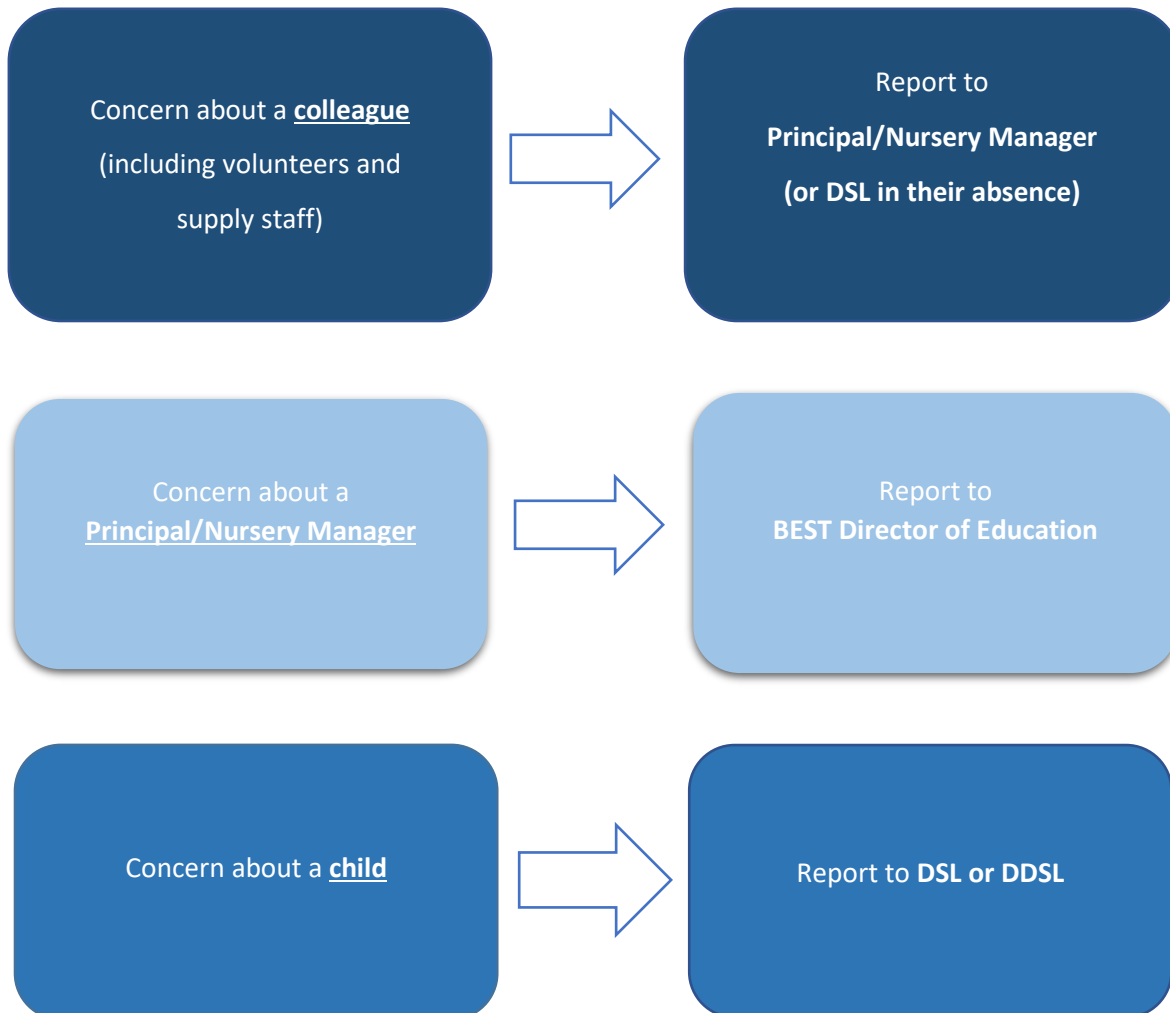 Concern about a colleague
(including volunteers and
supply staff)
Report to
Principal/Nursery Manager
(or DSL in their absence)
Concern about a
Principal/Nursery Manager
Report to
BEST Director of Education
Concern about a child
Report to DSL or DDSL